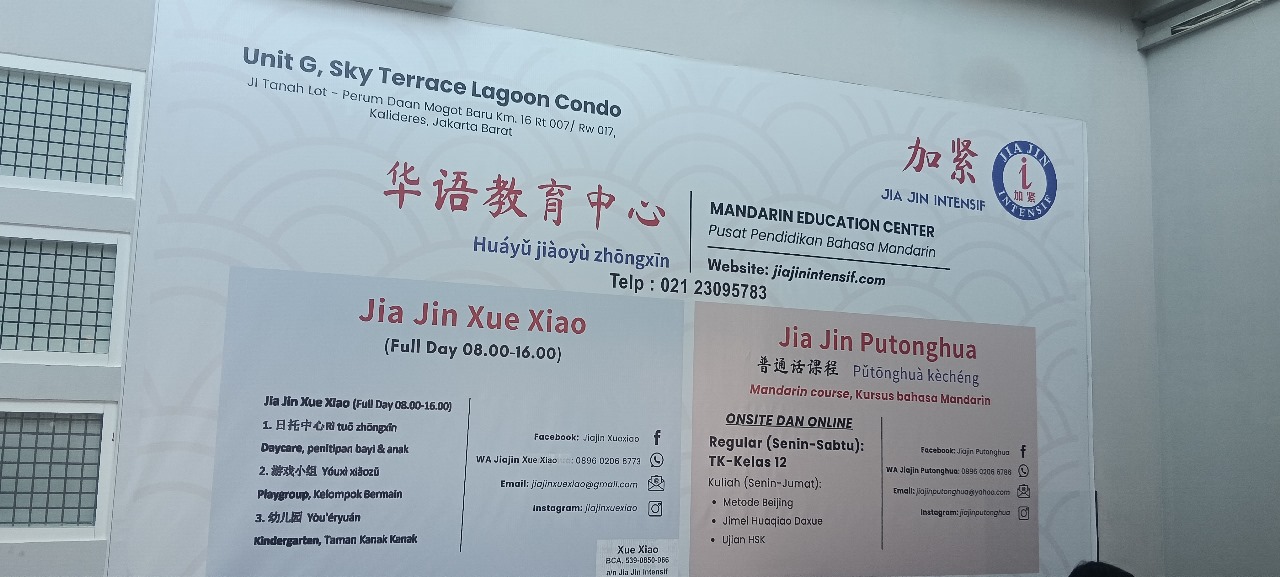 Unit G, Sky Terrace Lagoon Condo
Jl Tanah Lot - Perum Daan Mogot Baru Km. 16 Rt 007/ Rw 017,
Kalideres, Jakarta Barat
加紧
JIA JIN INTENSIF
JIA JIN
i
加紧
INTENSIF
华语教育中心
Huáyǔ jiàoyù zhōngxīn
MANDARIN EDUCATION CENTER
Pusat Pendidikan Bahasa Mandarin
Website: jiajinintensif.com
Telp : 021 23095783
Jia Jin Xue Xiao
(Full Day 08.00-16.00)
Jia Jin Xue Xiao (Full Day 08.00-16.00)
1. 日托中心 Rì tuō zhōngxīn
Daycare, penitipan bayi & anak
2. 游戏小组 Yóuxì xiǎozǔ
Playgroup, Kelompok Bermain
3. 幼儿园 Yòu'éryuán
Kindergarten, Taman Kanak Kanak
Facebook: Jiajin Xuexiao
WA Jiajin Xue Xiao : 0896 0206 6773
Email: jiajinxuexiao@gmail.com
Instagram: jiajinxuexiao
Xue Xiao
BCA: 539-0850-966
a/n Jia Jin Intensif
Jia Jin Putonghua
普通话课程 Pǔtōnghuà kèchéng
Mandarin course, Kursus bahasa Mandarin
ONSITE DAN ONLINE
Regular (Senin-Sabtu):
TK-Kelas 12
Kuliah (Senin-Jumat):
• Metode Beijing
• Jimei Huaqiao Daxue
• Ujian HSK
Facebook: Jiajin Putonghua
WA Jiajin Putonghua: 0896 0206 6786
Email: jiajinputonghua@yahoo.com
Instagram: jiajinputonghua